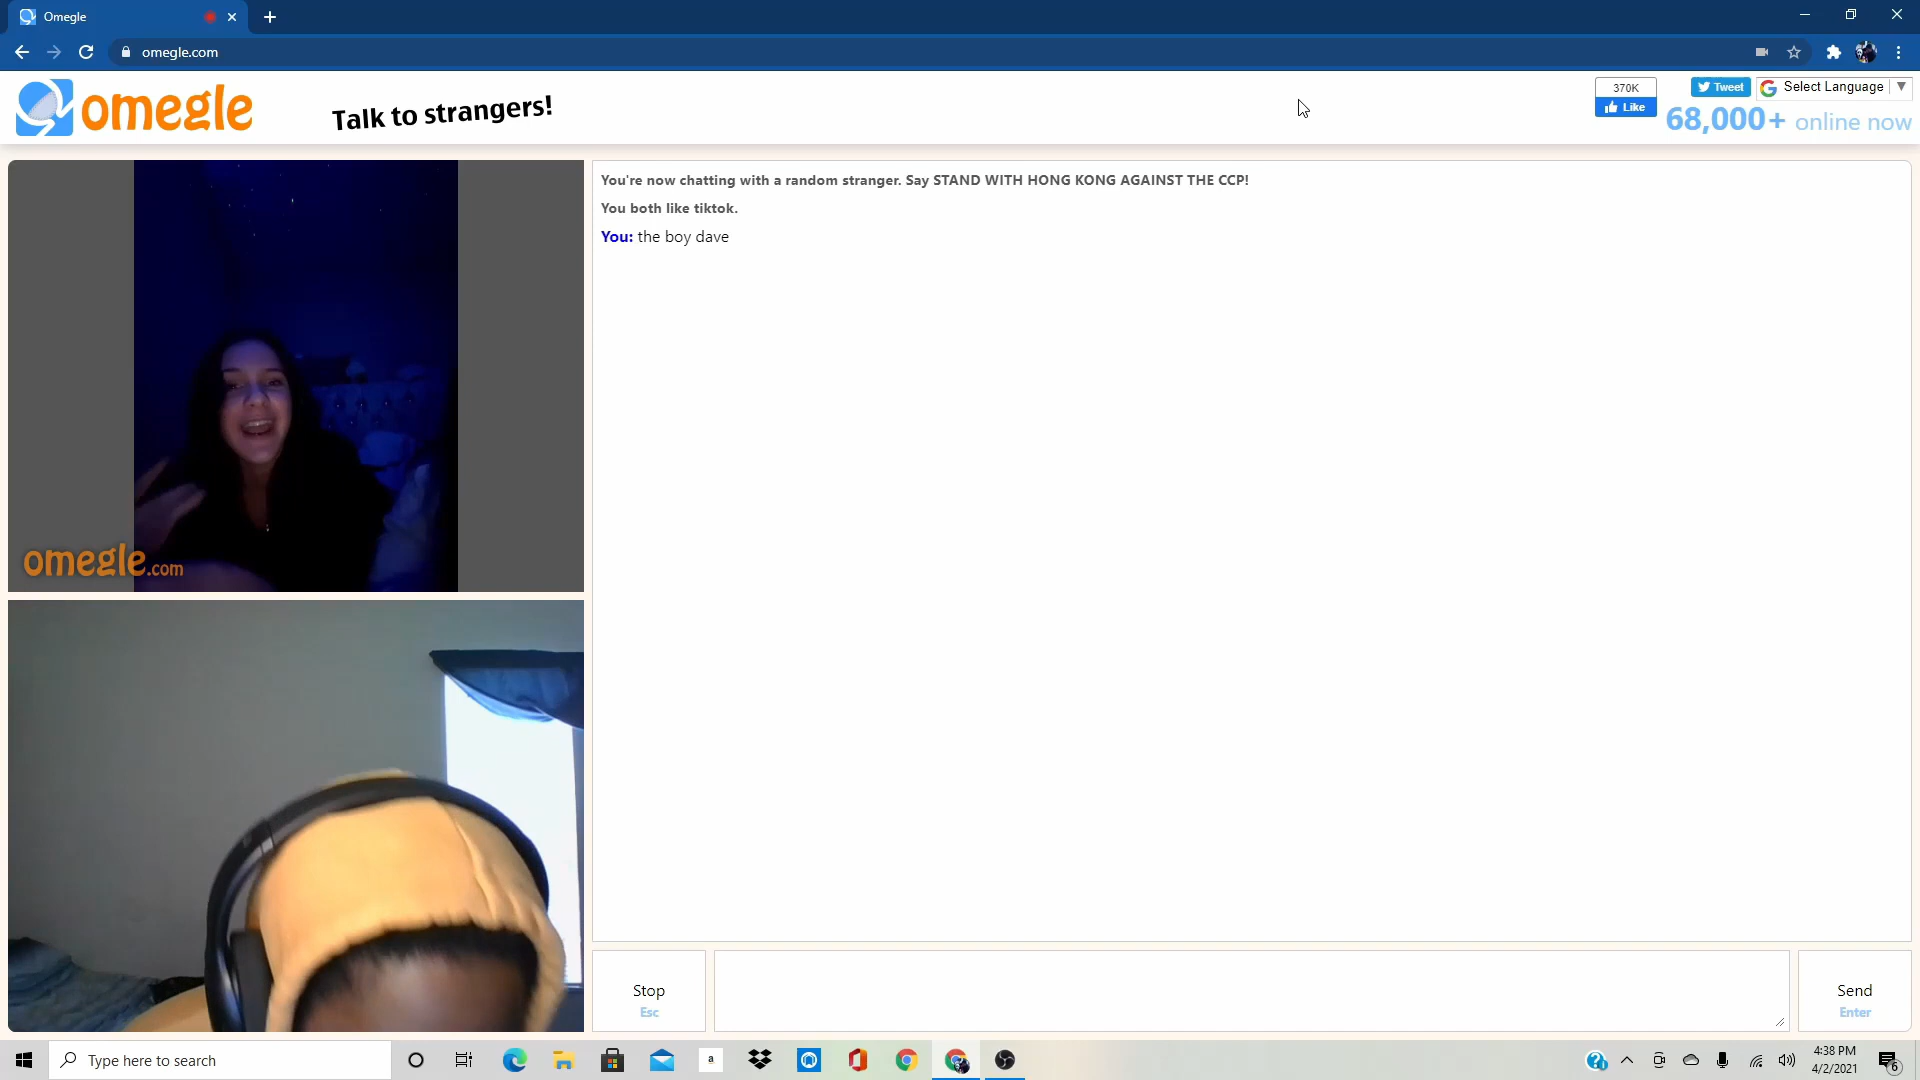 Omegle
omegle.com
omegle
Talk to strangers!
370K
Like
Tweet
Select Language
68,000+ online now
You're now chatting with a random stranger. Say STAND WITH HONG KONG AGAINST THE CCP!
You both like tiktok.
You: the boy dave
omegle.com
Stop
Esc
Send
Enter
Type here to search
a
4:38 PM
4/2/2021
6